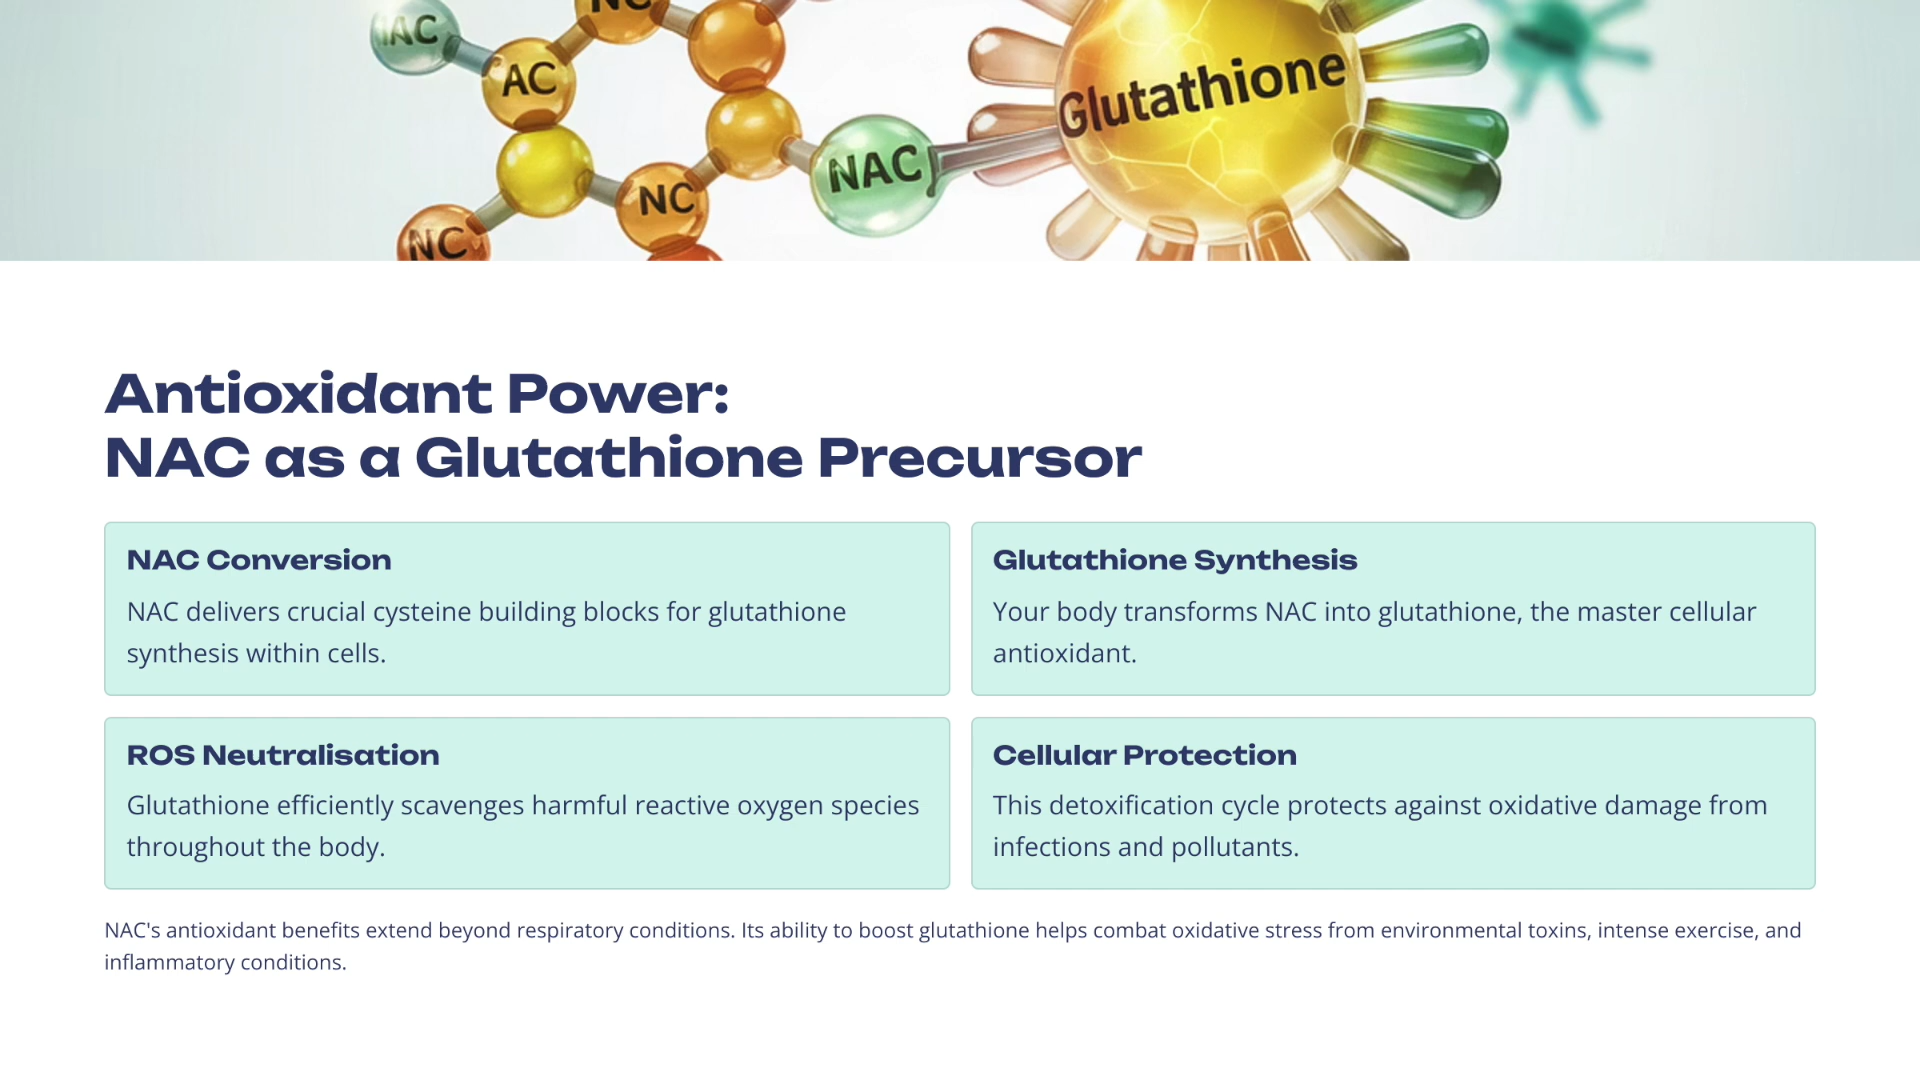 NAC
NC
AC
Glutathione
NAC
NC
NC
Antioxidant Power:
NAC as a Glutathione Precursor
NAC Conversion
NAC delivers crucial cysteine building blocks for glutathione
synthesis within cells.
Glutathione Synthesis
Your body transforms NAC into glutathione, the master cellular
antioxidant.
ROS Neutralisation
Glutathione efficiently scavenges harmful reactive oxygen species
throughout the body.
Cellular Protection
This detoxification cycle protects against oxidative damage from
infections and pollutants.
NAC's antioxidant benefits extend beyond respiratory conditions. Its ability to boost glutathione helps combat oxidative stress from environmental toxins, intense exercise, and
inflammatory conditions.